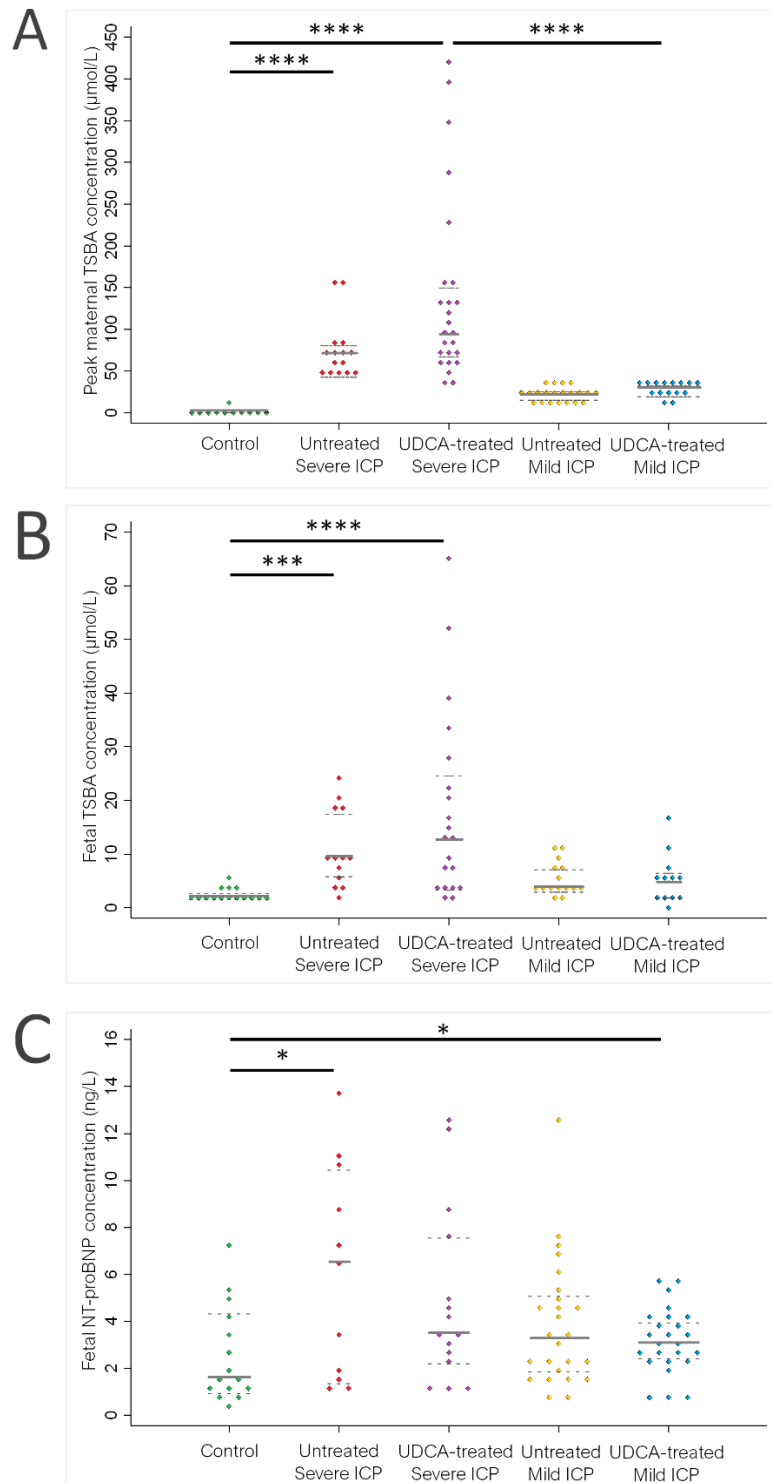 A
Peak maternal TSBA concentration (µmol/L)
450
400
350
300
250
200
150
100
50
0
****
****
****
Control
Untreated
Severe ICP
UDCA-treated
Severe ICP
Untreated
Mild ICP
UDCA-treated
Mild ICP
B
Fetal TSBA concentration (µmol/L)
70
60
50
40
30
20
10
0
****
***
Control
Untreated
Severe ICP
UDCA-treated
Severe ICP
Untreated
Mild ICP
UDCA-treated
Mild ICP
C
Fetal NT-proBNP concentration (ng/L)
16
14
12
10
8
6
4
2
0
*
*
Control
Untreated
Severe ICP
UDCA-treated
Severe ICP
Untreated
Mild ICP
UDCA-treated
Mild ICP